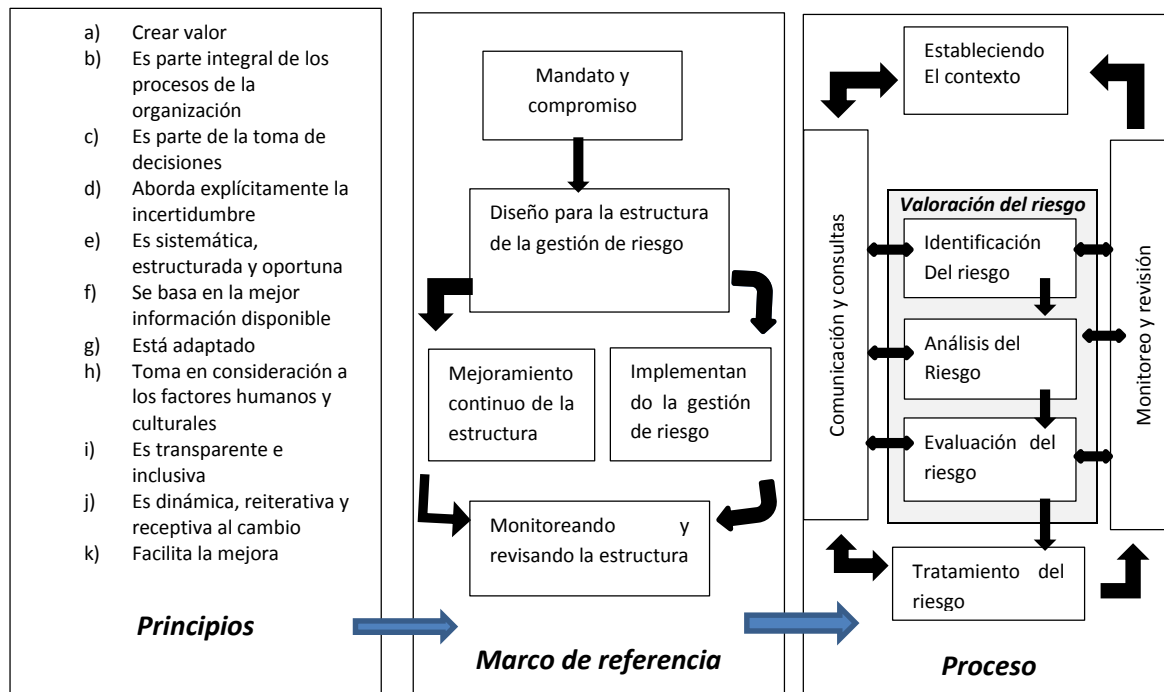 a) Crear valor
b) Es parte integral de los
procesos de la
organización
c) Es parte de la toma de
decisiones
d) Aborda explícitamente la
incertidumbre
e) Es sistemática,
estructurada y oportuna
f) Se basa en la mejor
información disponible
g) Está adaptado
h) Toma en consideración a
los factores humanos y
culturales
i) Es transparente e
inclusiva
j) Es dinámica, reiterativa y
receptiva al cambio
k) Facilita la mejora
Principios
Mandato y
compromiso
Diseño para la estructura
de la gestión de riesgo
Mejoramiento
continuo de la
estructura
Implementan
do la gestión
de riesgo
Monitoreando y
revisando la estructura
Marco de referencia
Estableciendo
El contexto
Comunicación y consultas
Valoración del riesgo
Identificación
Del riesgo
Análisis del
Riesgo
Evaluación del
riesgo
Monitoreo y revisión
Tratamiento del
riesgo
Proceso